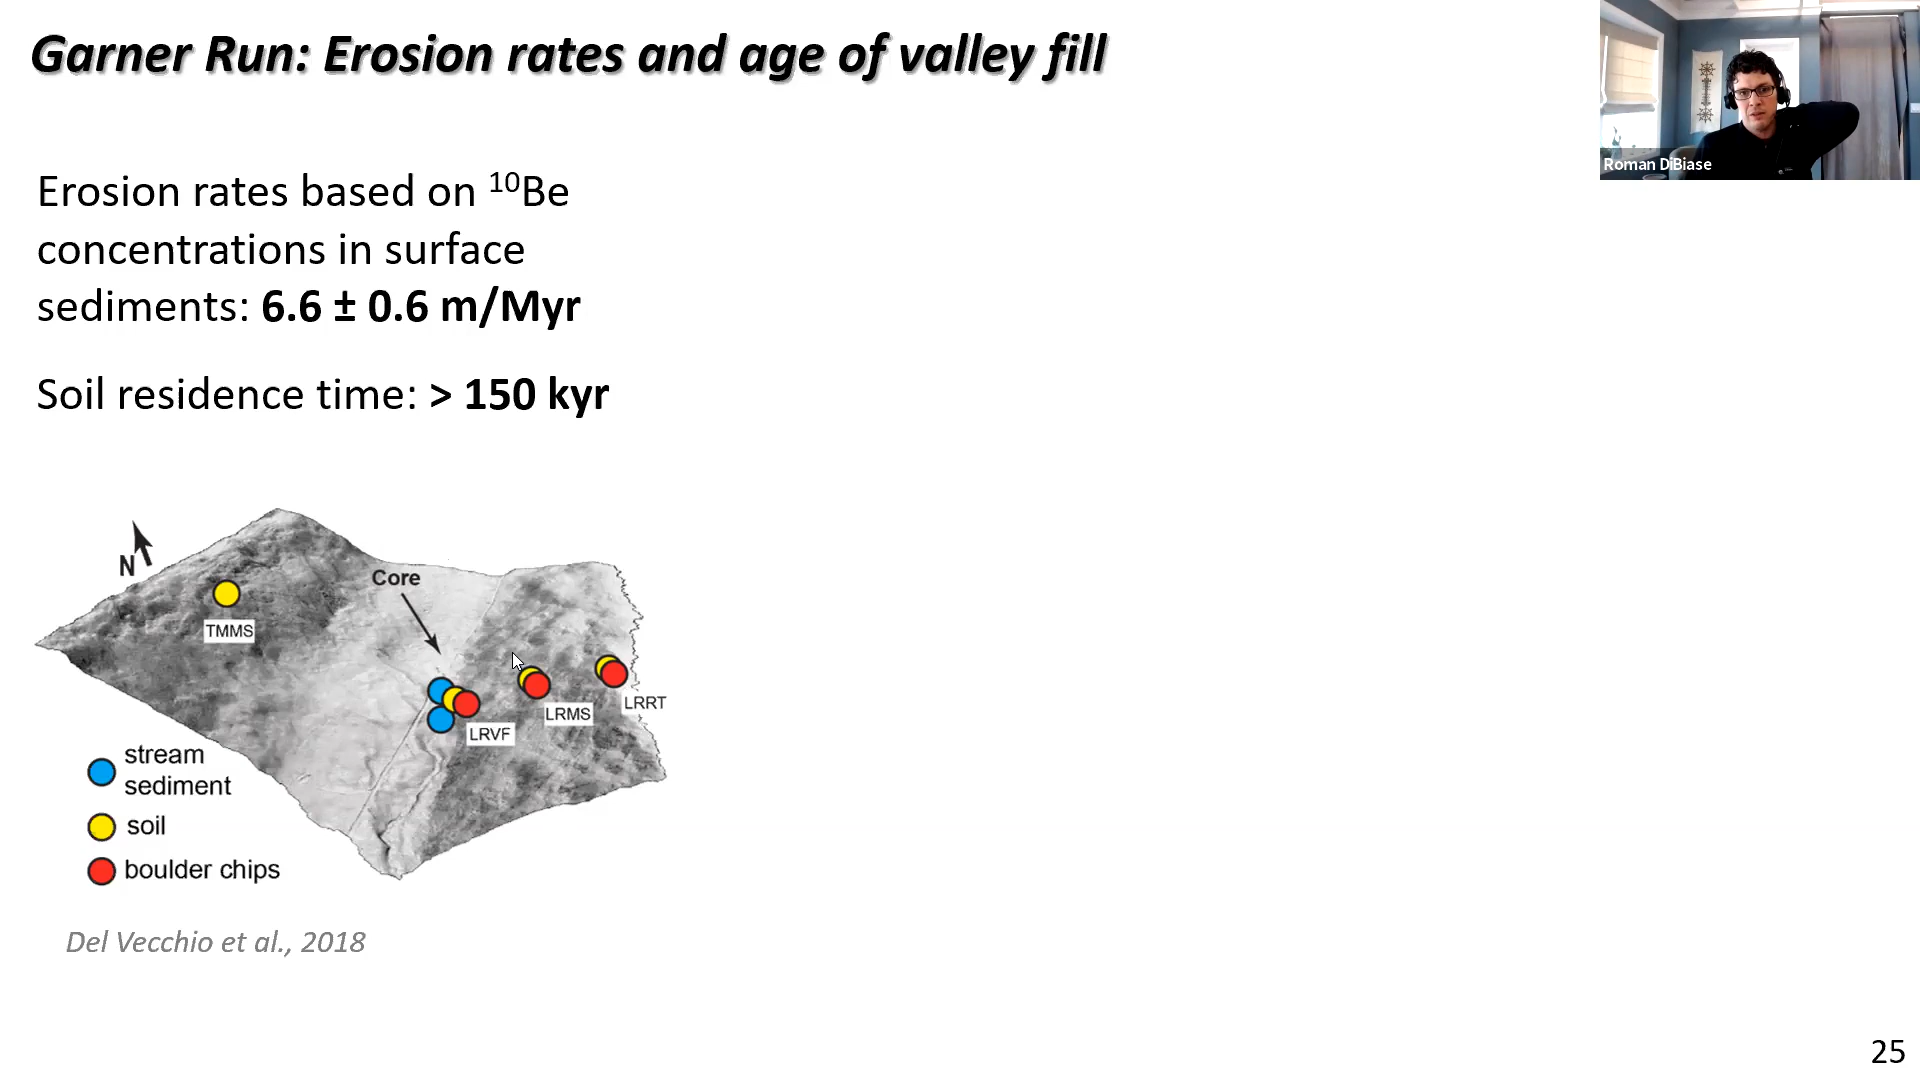 Garner Run: Erosion rates and age of valley fill
Roman DiBiase
Erosion rates based on ¹⁰Be
concentrations in surface
sediments: 6.6 ± 0.6 m/Myr
Soil residence time: > 150 kyr
N
Core
TMMS
LRMS
LRRT
LRVF
stream
sediment
soil
boulder chips
Del Vecchio et al., 2018
25